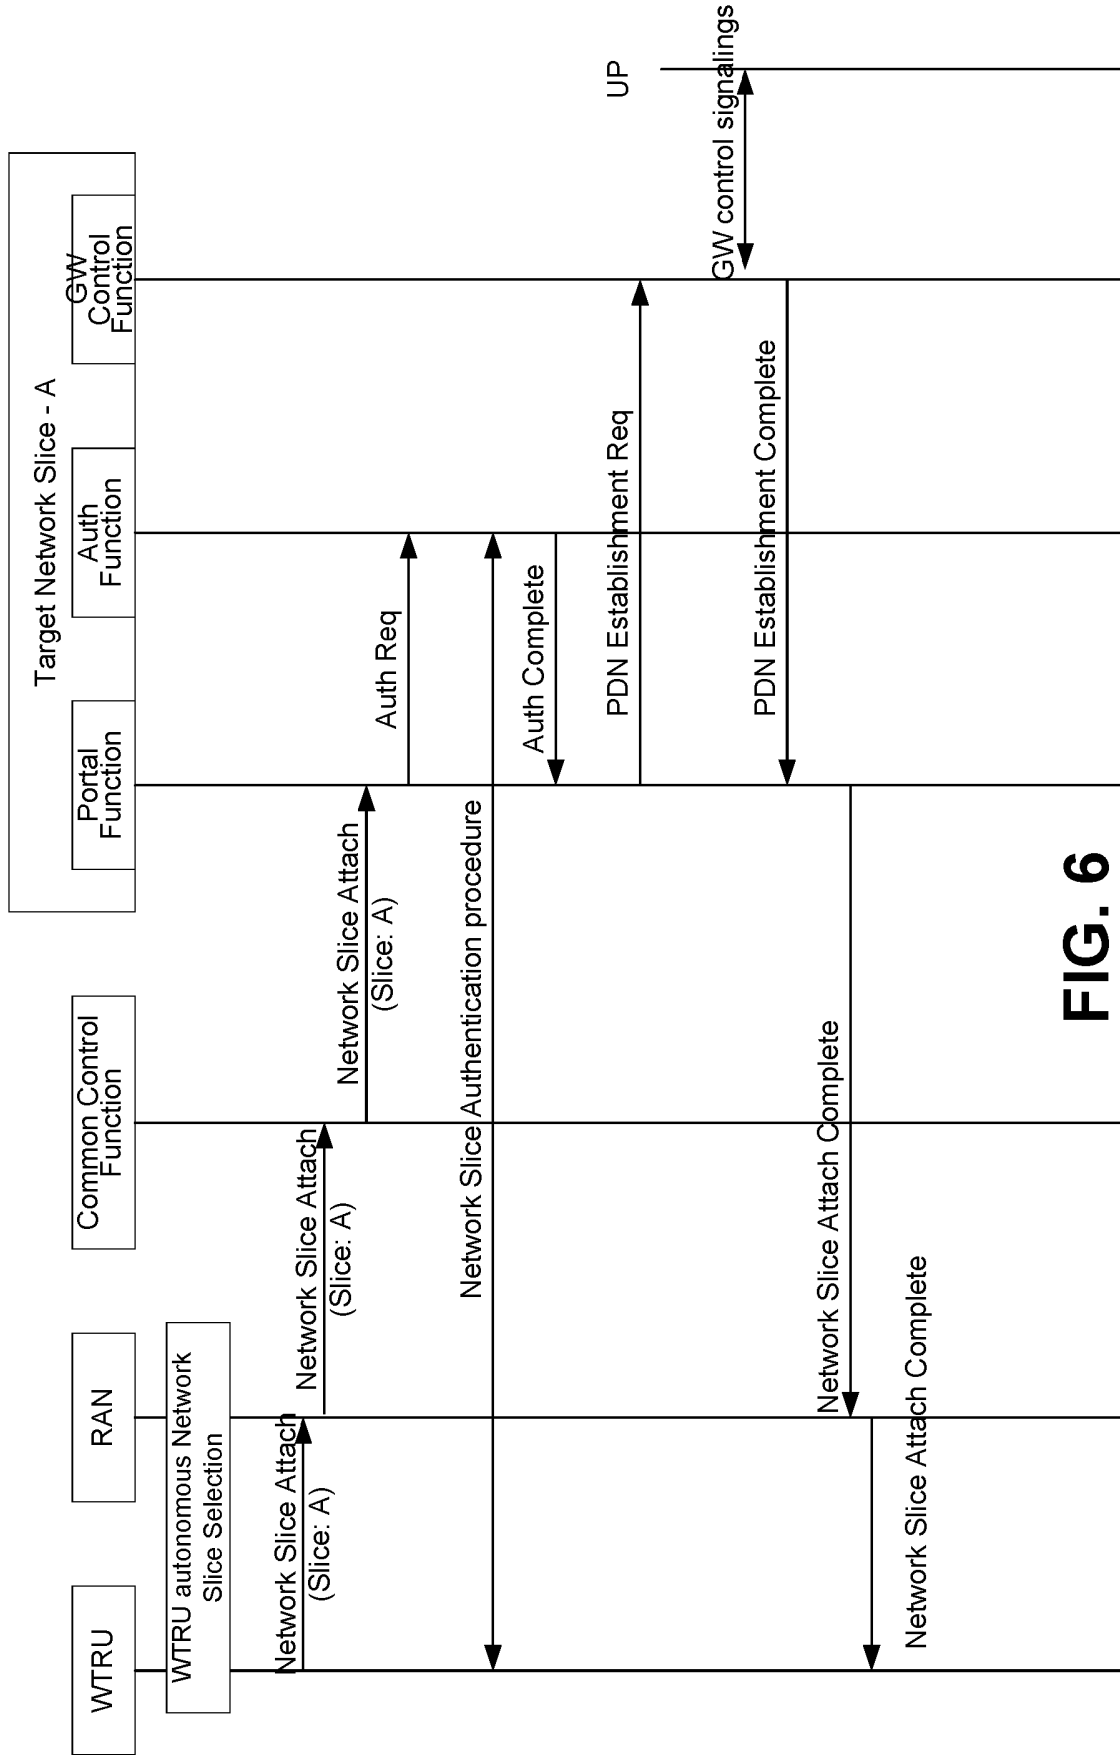 Target Network Slice - A
WTRU
RAN
Common Control
Function
Portal
Function
Auth
Function
GW
Control
Function
UP
WTRU autonomous Network
Slice Selection
Network Slice Attach
(Slice: A)
Network Slice Attach
(Slice: A)
Network Slice Attach
(Slice: A)
Auth Req
Network Slice Authentication procedure
Auth Complete
PDN Establishment Req
GW control signalings
PDN Establishment Complete
Network Slice Attach Complete
Network Slice Attach Complete
FIG. 6